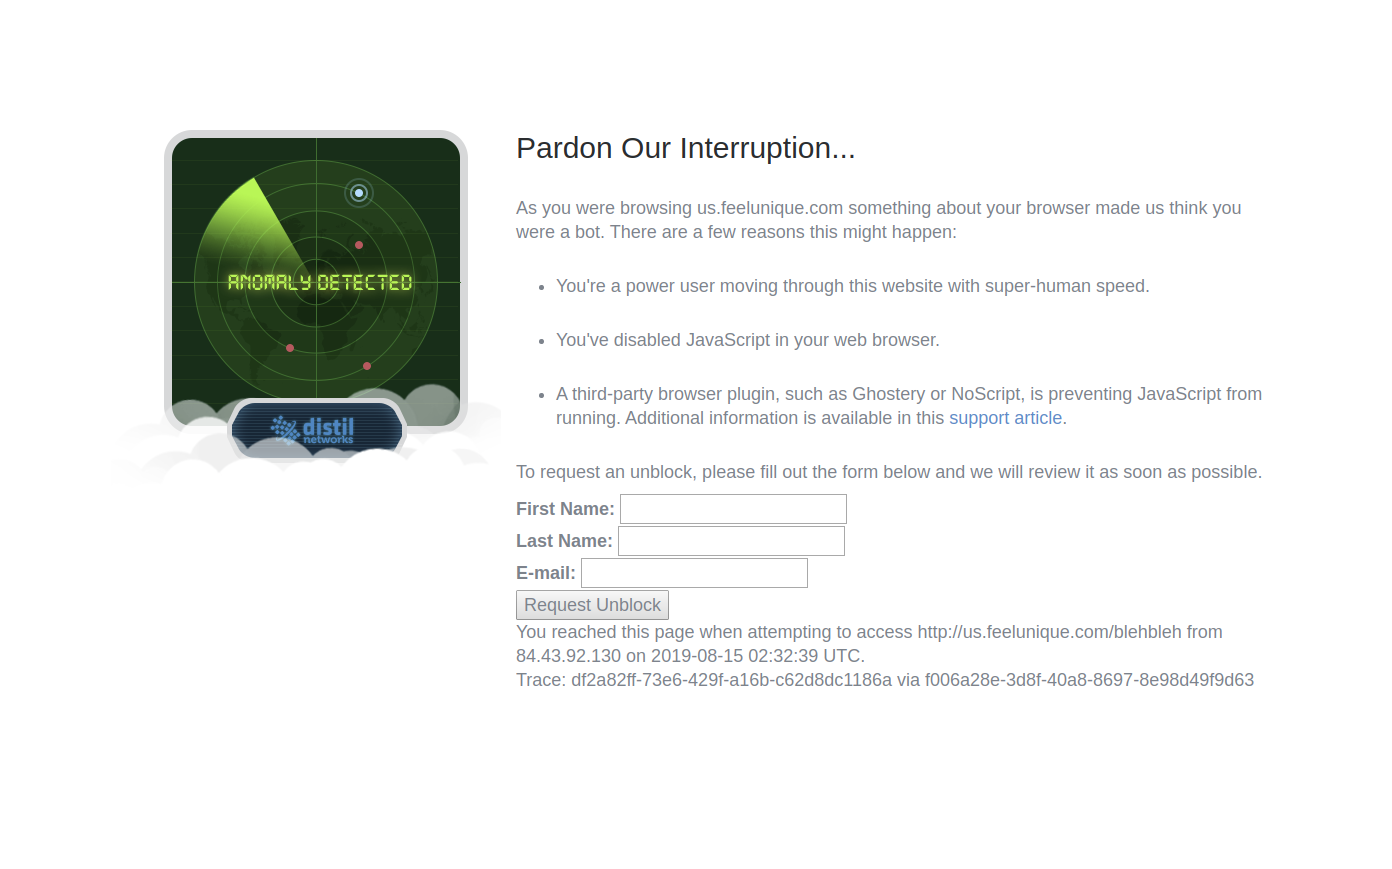 Pardon Our Interruption...
As you were browsing us.feelunique.com something about your browser made us think you
were a bot. There are a few reasons this might happen:
You're a power user moving through this website with super-human speed.
You've disabled JavaScript in your web browser.
A third-party browser plugin, such as Ghostery or NoScript, is preventing JavaScript from
running. Additional information is available in this support article.
To request an unblock, please fill out the form below and we will review it as soon as possible.
First Name:
Last Name:
E-mail:
Request Unblock
You reached this page when attempting to access http://us.feelunique.com/blehbleh from
84.43.92.130 on 2019-08-15 02:32:39 UTC.
Trace: df2a82ff-73e6-429f-a16b-c62d8dc1186a via f006a28e-3d8f-40a8-8697-8e98d49f9d63
ANOMALY DETECTED
distil
networks